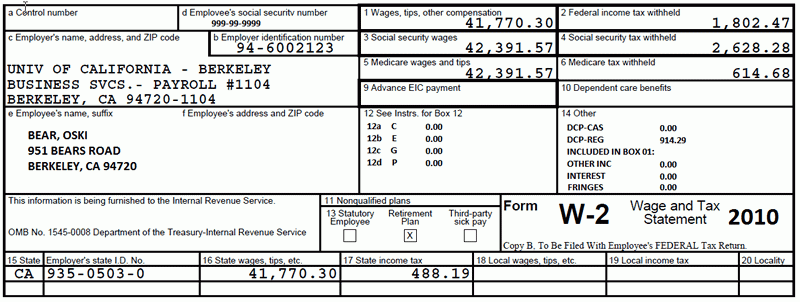 a Control number
d Employee's social security number
999-99-9999
1 Wages, tips, other compensation
41,770.30
2 Federal income tax withheld
1,802.47
c Employer's name, address, and ZIP code
b Employer identification number
94-6002123
3 Social security wages
42,391.57
4 Social security tax withheld
2,628.28
UNIV OF CALIFORNIA - BERKELEY
BUSINESS SVCS.- PAYROLL #1104
BERKELEY, CA 94720-1104
5 Medicare wages and tips
42,391.57
6 Medicare tax withheld
614.68
9 Advance EIC payment
10 Dependent care benefits
e Employee's name, suffix
f Employee's address and ZIP code
BEAR, OSKI
951 BEARS ROAD
BERKELEY, CA 94720
12 See Instrs. for Box 12
12a C 0.00
12b E 0.00
12c G 0.00
12d P 0.00
14 Other
DCP-CAS 0.00
DCP-REG 914.29
INCLUDED IN BOX 01:
OTHER INC 0.00
INTEREST 0.00
FRINGES 0.00
This information is being furnished to the Internal Revenue Service.
OMB No. 1545-0008 Department of the Treasury-Internal Revenue Service
11 Nonqualified plans
13 Statutory Employee
Retirement Plan
X
Third-party sick pay
Form W-2 Wage and Tax Statement 2010
Copy B, To Be Filed With Employee's FEDERAL Tax Return.
15 State Employer's state I.D. No. 16 State wages, tips, etc. 17 State income tax 18 Local wages, tips, etc. 19 Local income tax 20 Locality
CA 935-0503-0 41,770.30 488.19